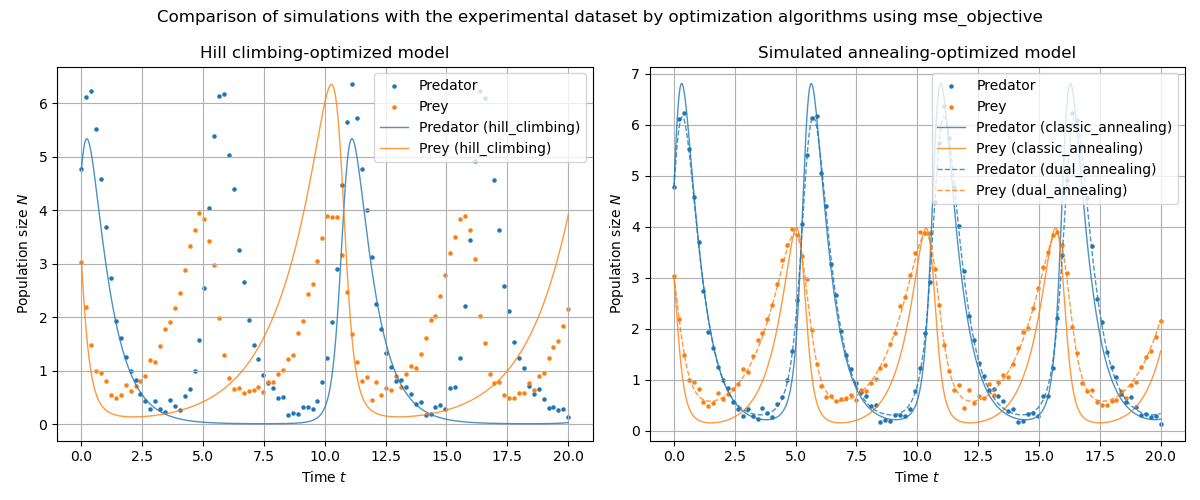 Comparison of simulations with the experimental dataset by optimization algorithms using mse_objective
Hill climbing-optimized model
Predator
Prey
Predator (hill_climbing)
Prey (hill_climbing)
Population size N
6
5
4
3
2
1
0
0.0 2.5 5.0 7.5 10.0 12.5 15.0 17.5 20.0
Time t
Simulated annealing-optimized model
Predator
Prey
Predator (classic_annealing)
Prey (classic_annealing)
Predator (dual_annealing)
Prey (dual_annealing)
Population size N
7
6
5
4
3
2
1
0
0.0 2.5 5.0 7.5 10.0 12.5 15.0 17.5 20.0
Time t